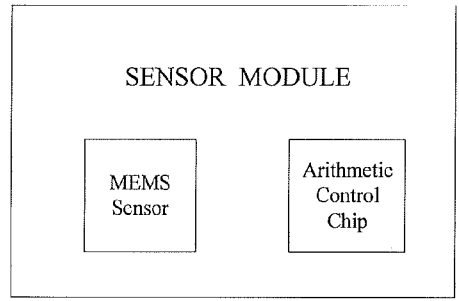 SENSOR MODULE
MEMS
Sensor
Arithmetic
Control
Chip